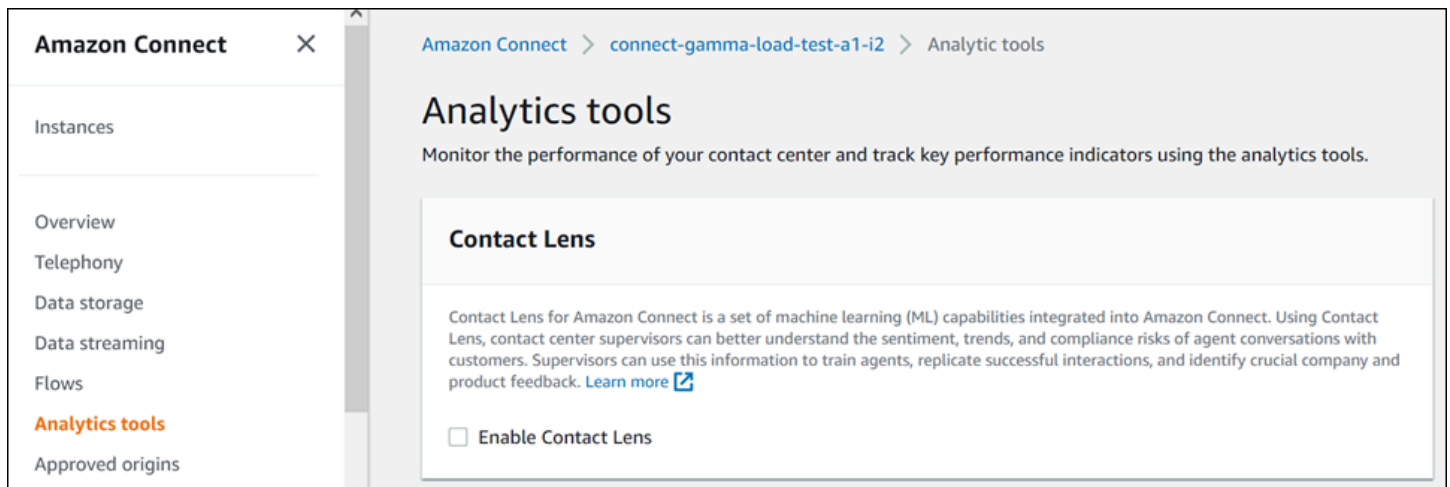 Amazon Connect
Instances
Overview
Telephony
Data storage
Data streaming
Flows
Analytics tools
Approved origins
Amazon Connect > connect-gamma-load-test-a1-i2 > Analytic tools
Analytics tools
Monitor the performance of your contact center and track key performance indicators using the analytics tools.
Contact Lens
Contact Lens for Amazon Connect is a set of machine learning (ML) capabilities integrated into Amazon Connect. Using Contact
Lens, contact center supervisors can better understand the sentiment, trends, and compliance risks of agent conversations with
customers. Supervisors can use this information to train agents, replicate successful interactions, and identify crucial company and
product feedback. Learn more
Enable Contact Lens